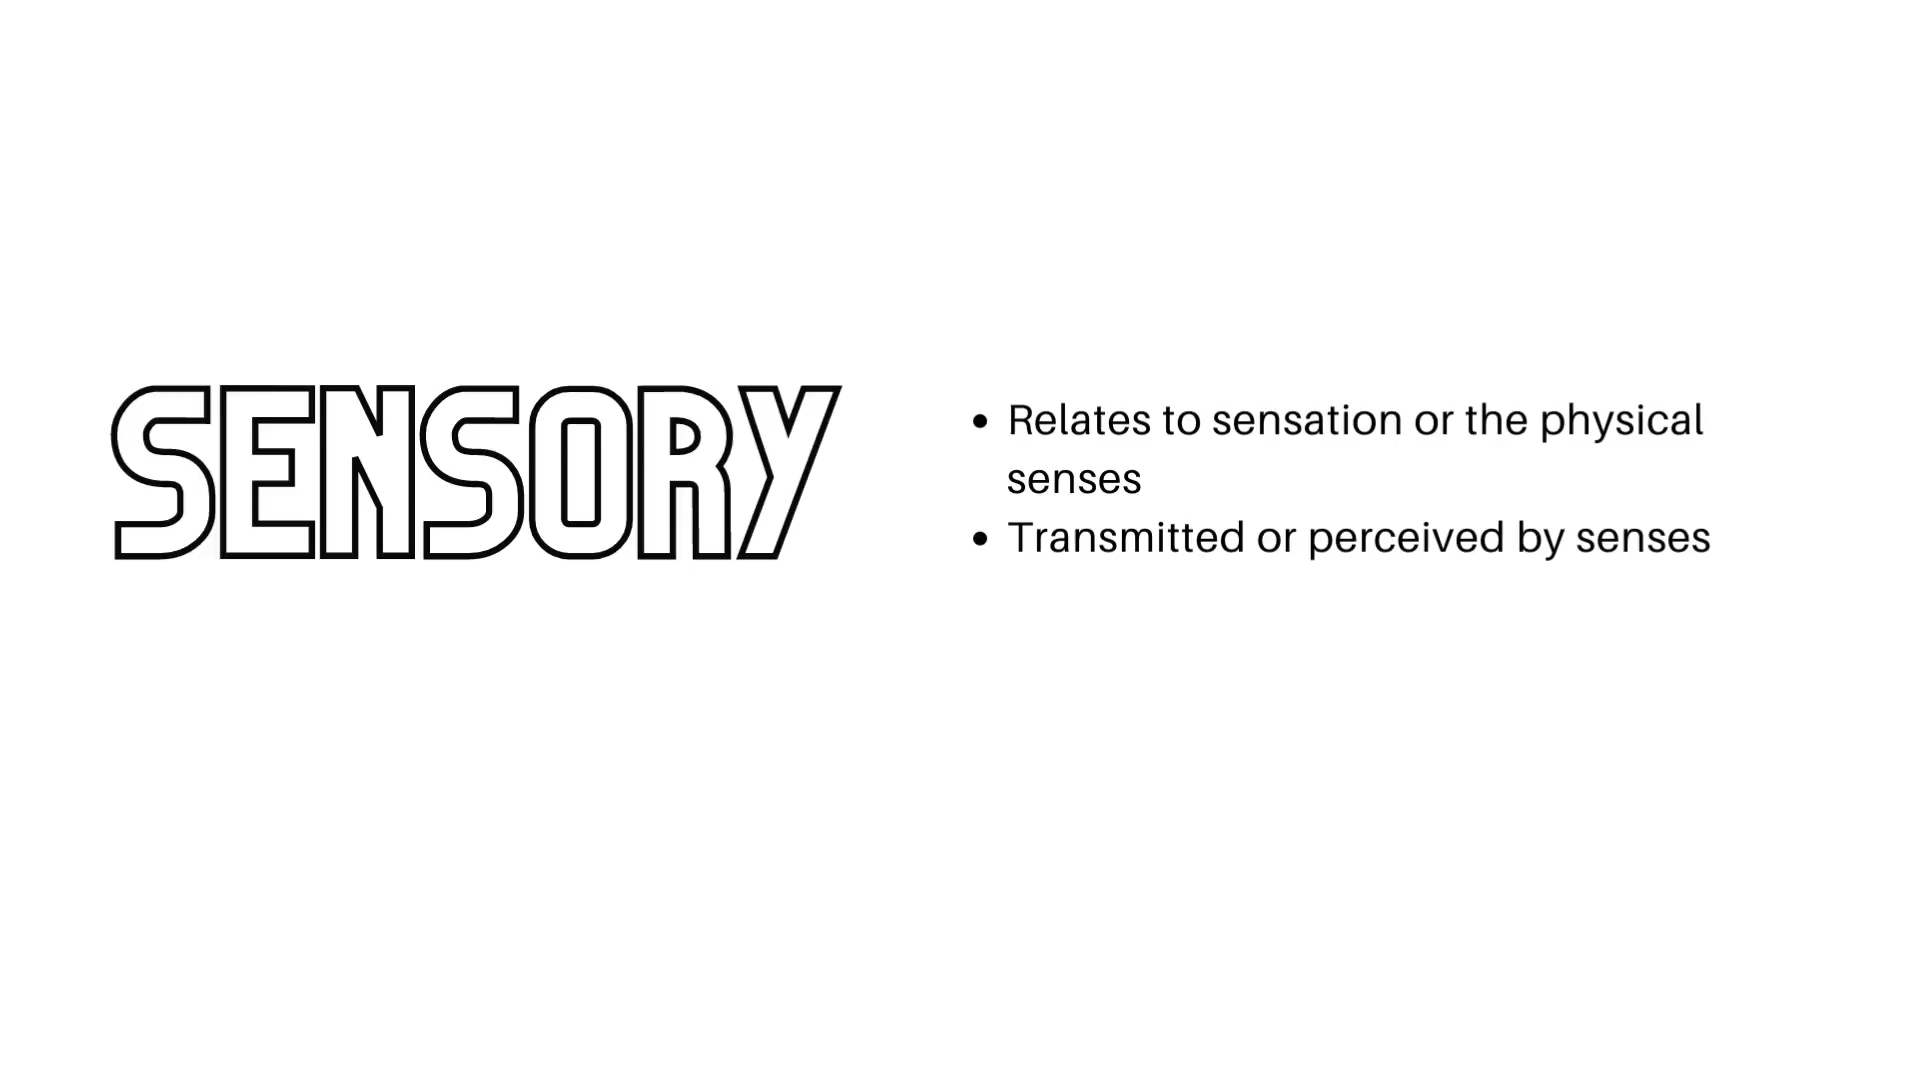 SENSORY
• Relates to sensation or the physical
senses
• Transmitted or perceived by senses